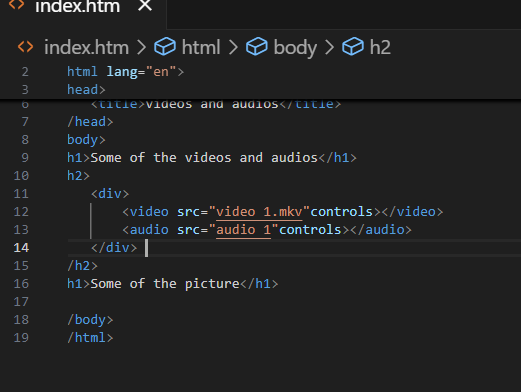 index.htm ×
index.htm > html > body > h2
2 html lang="en">
3 head>
6 <title>videos and audios</title>
7 /head>
8 body>
9 h1>Some of the videos and audios</h1>
10 h2>
11 <div>
12 <video src="video 1.mkv"controls></video>
13 <audio src="audio 1"controls></audio>
14 </div>
15 /h2>
16 h1>Some of the picture</h1>
17
18 /body>
19 /html>